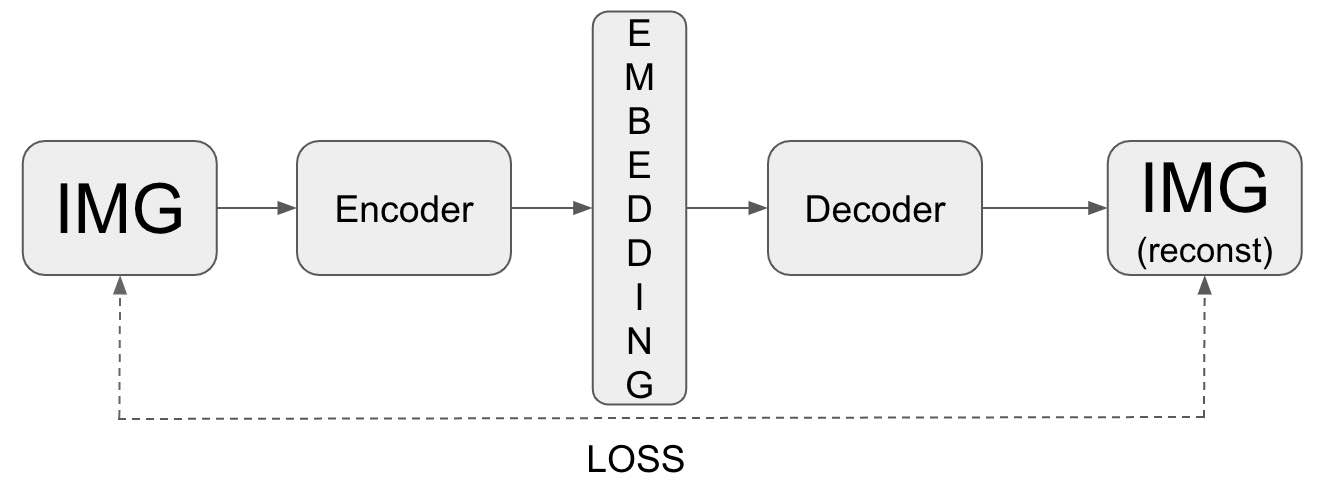 IMG
Encoder
E
M
B
E
D
D
I
N
G
Decoder
IMG
(reconst)
LOSS